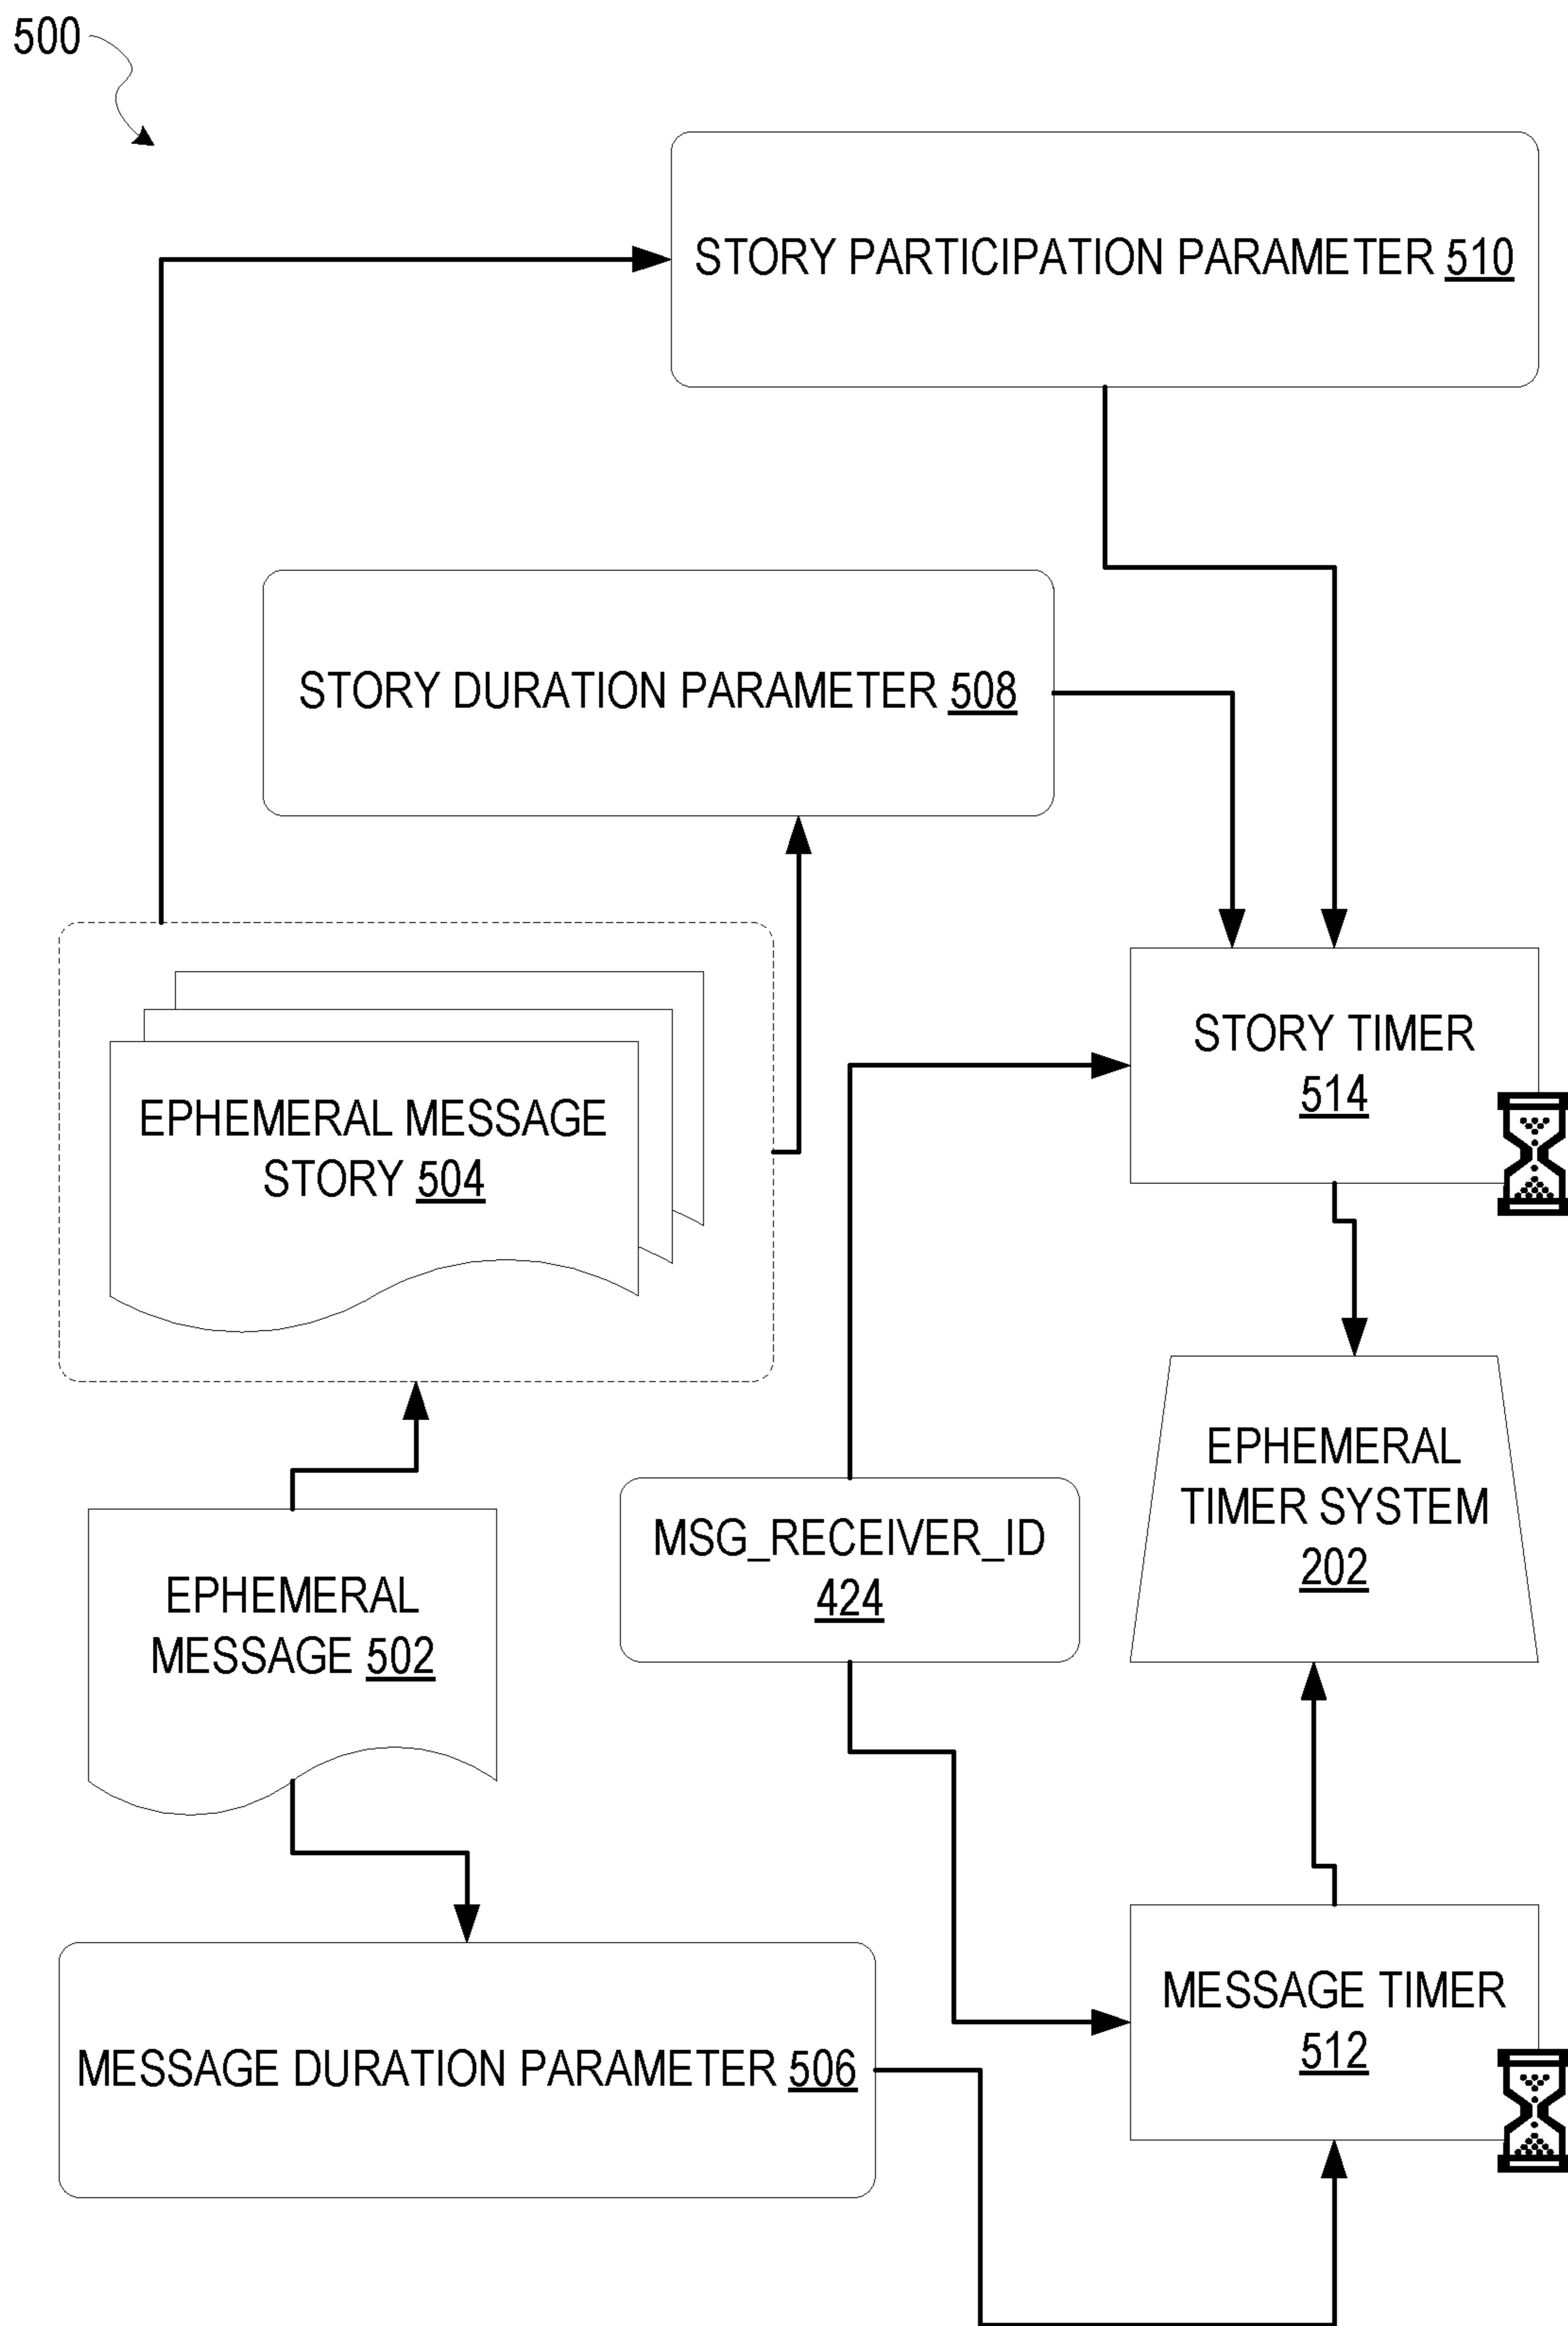 500
STORY PARTICIPATION PARAMETER 510
STORY DURATION PARAMETER 508
STORY TIMER
514
EPHEMERAL MESSAGE
STORY 504
EPHEMERAL
TIMER SYSTEM
202
MSG_RECEIVER_ID
424
EPHEMERAL
MESSAGE 502
MESSAGE TIMER
512
MESSAGE DURATION PARAMETER 506